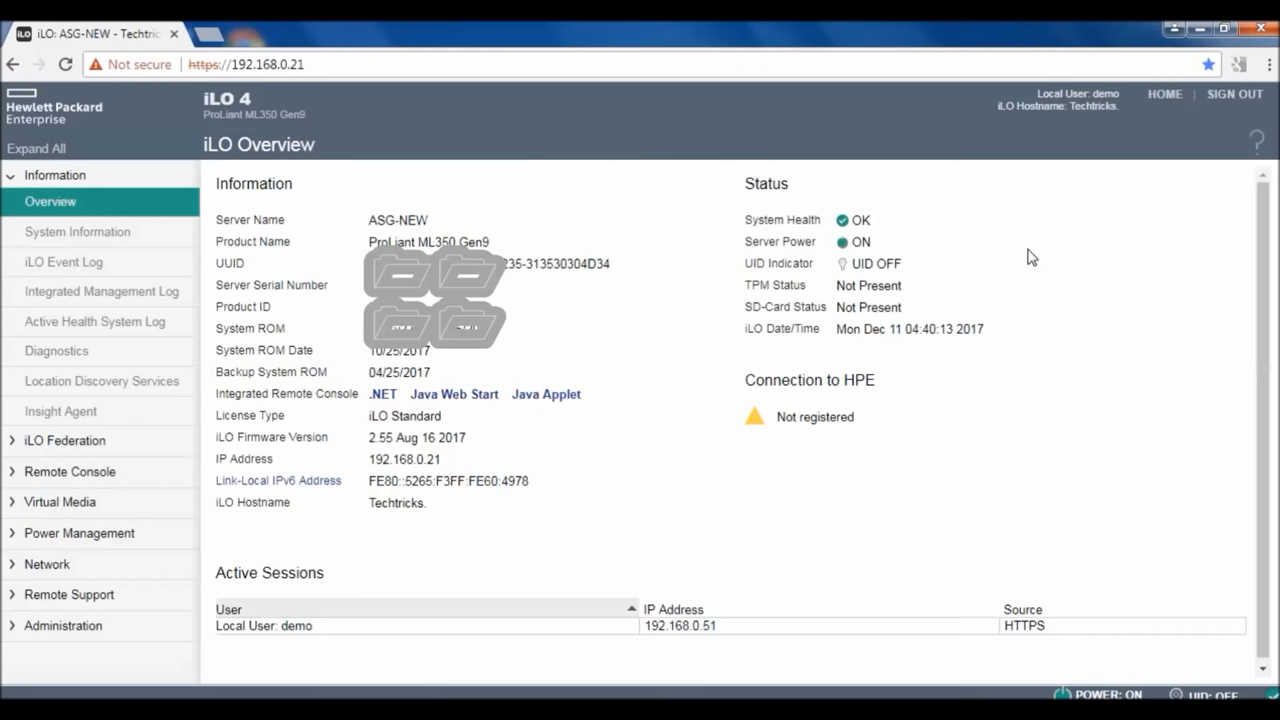 iLO: ASG-NEW - Techtric
Not secure https://192.168.0.21
Hewlett Packard
Enterprise
iLO 4
ProLiant ML350 Gen9
Local User: demo
iLO Hostname: Techtricks.
HOME | SIGN OUT
Expand All
iLO Overview
?
Information
Overview
System Information
iLO Event Log
Integrated Management Log
Active Health System Log
Diagnostics
Location Discovery Services
Insight Agent
iLO Federation
Remote Console
Virtual Media
Power Management
Network
Remote Support
Administration
Information
Server Name ASG-NEW
Product Name ProLiant ML350 Gen9
UUID 235-313530304D34
Server Serial Number
Product ID
System ROM
System ROM Date 10/25/2017
Backup System ROM 04/25/2017
Integrated Remote Console .NET Java Web Start Java Applet
License Type iLO Standard
iLO Firmware Version 2.55 Aug 16 2017
IP Address 192.168.0.21
Link-Local IPv6 Address FE80::5265:F3FF:FE60:4978
iLO Hostname Techtricks.
Status
System Health OK
Server Power ON
UID Indicator UID OFF
TPM Status Not Present
SD-Card Status Not Present
iLO Date/Time Mon Dec 11 04:40:13 2017
Connection to HPE
Not registered
Active Sessions
User IP Address Source
Local User: demo 192.168.0.51 HTTPS
POWER: ON UID: OFF